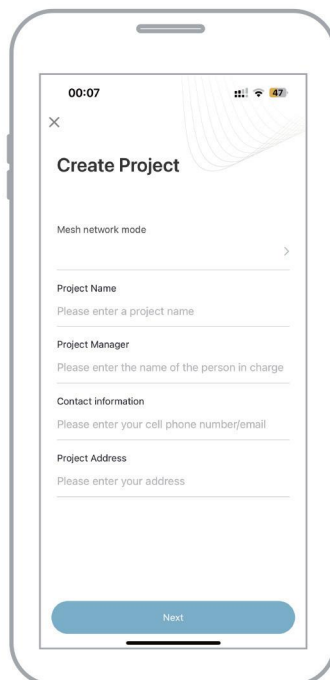 00:07
47
Create Project
Mesh network mode
Project Name
Please enter a project name
Project Manager
Please enter the name of the person in charge
Contact information
Please enter your cell phone number/email
Project Address
Please enter your address
Next